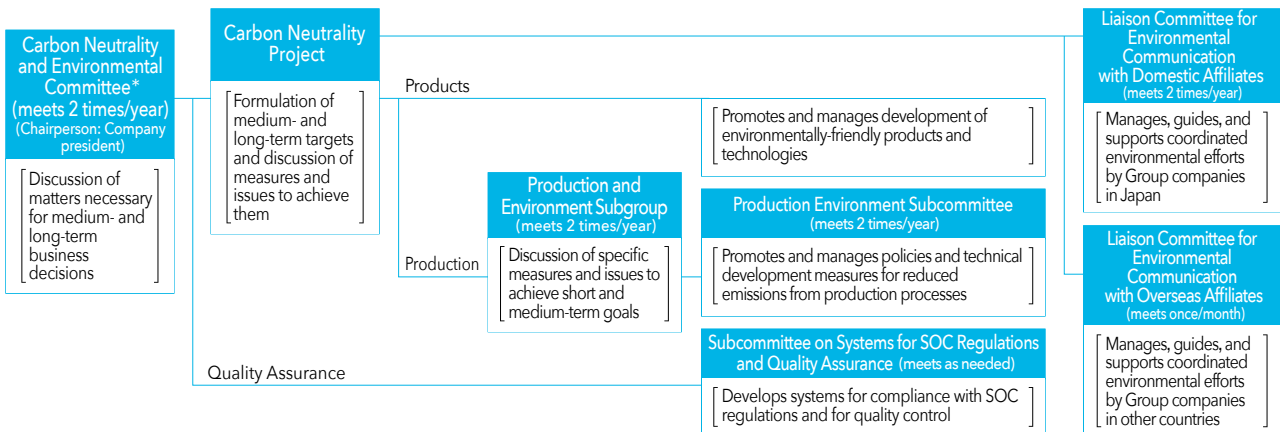 Carbon Neutrality
and Environmental
Committee*
(meets 2 times/year)
(Chairperson: Company
president)
Discussion of
matters necessary
for medium- and
long-term
business
decisions
Carbon Neutrality
Project
Formulation of
medium- and
long-term targets
and discussion of
measures and
issues to achieve
them
Products
Promotes and manages development of
environmentally-friendly products and
technologies
Production
Production and
Environment Subgroup
(meets 2 times/year)
Discussion of specific
measures and issues to
achieve short and
medium-term goals
Production Environment Subcommittee
(meets 2 times/year)
Promotes and manages policies and technical
development measures for reduced
emissions from production processes
Quality Assurance
Subcommittee on Systems for SOC Regulations
and Quality Assurance (meets as needed)
Develops systems for compliance with SOC
regulations and for quality control
Liaison Committee for
Environmental
Communication
with Domestic Affiliates
(meets 2 times/year)
Manages, guides, and
supports coordinated
environmental efforts
by Group companies
in Japan
Liaison Committee for
Environmental
Communication
with Overseas Affiliates
(meets once/month)
Manages, guides, and
supports coordinated
environmental efforts
by Group companies
in other countries